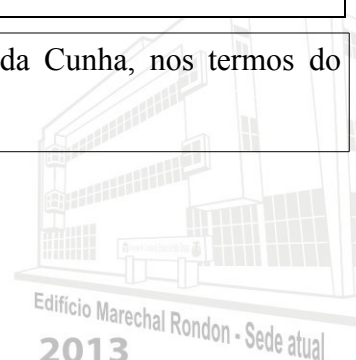 da Cunha, nos termos do
Edifício Marechal Rondon - Sede atual
2013